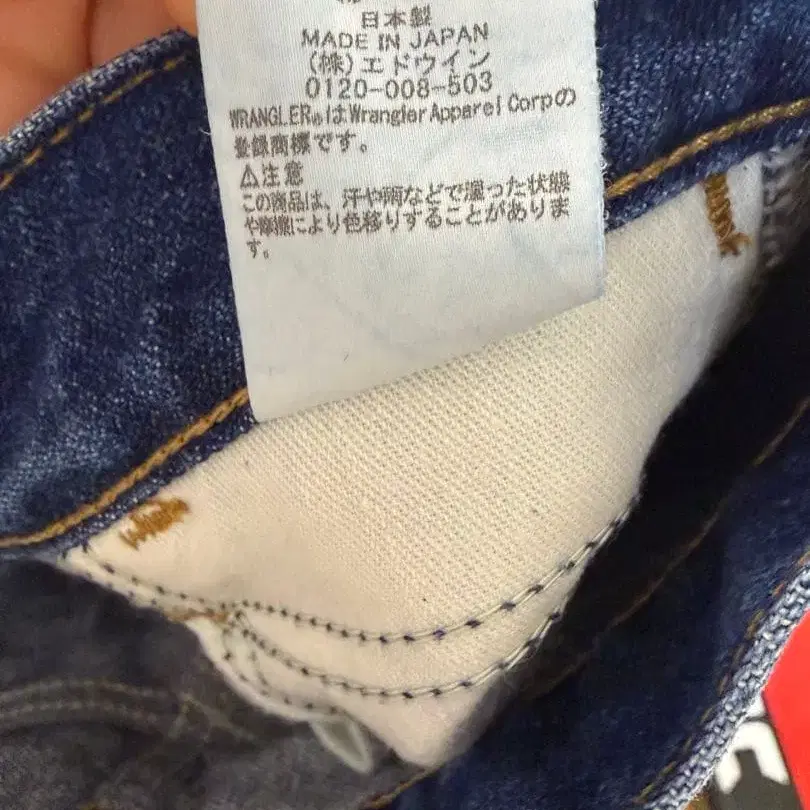 日本製
MADE IN JAPAN
(株)エドウイン
0120-008-503
WRANGLER®はWrangler Apparel Corpの
登録商標です。
⚠注意
この商品は、汗や雨などで湿った状態
や摩擦により色移りすることがありま
す。